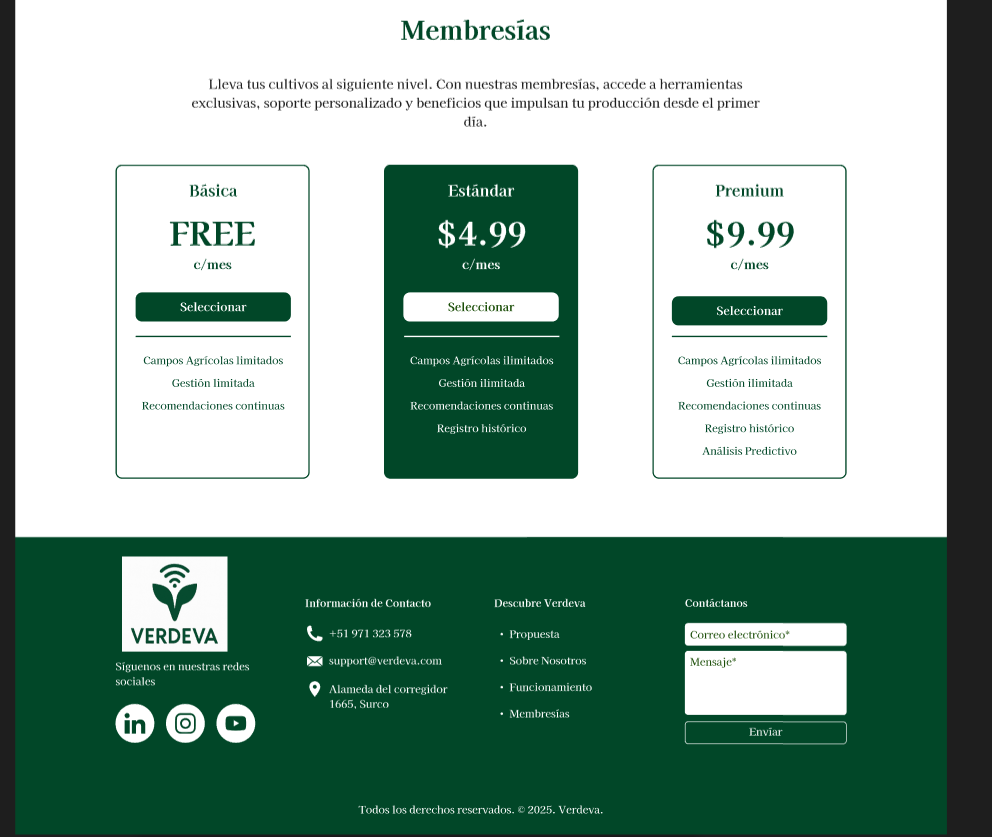 Membresías
Lleva tus cultivos al siguiente nivel. Con nuestras membresías, accede a herramientas
exclusivas, soporte personalizado y beneficios que impulsan tu producción desde el primer
día.
Básica
FREE
c/mes
Seleccionar
Campos Agrícolas limitados
Gestión limitada
Recomendaciones continuas
Estándar
$4.99
c/mes
Seleccionar
Campos Agrícolas ilimitados
Gestión ilimitada
Recomendaciones continuas
Registro histórico
Premium
$9.99
c/mes
Seleccionar
Campos Agrícolas ilimitados
Gestión ilimitada
Recomendaciones continuas
Registro histórico
Análisis Predictivo
VERDEVA
Síguenos en nuestras redes
sociales
in
Información de Contacto
+51 971 323 578
support@verdeva.com
Alameda del corregidor
1665, Surco
Descubre Verdeva
• Propuesta
• Sobre Nosotros
• Funcionamiento
• Membresías
Contáctanos
Correo electrónico*
Mensaje*
Envíar
Todos los derechos reservados. © 2025. Verdeva.